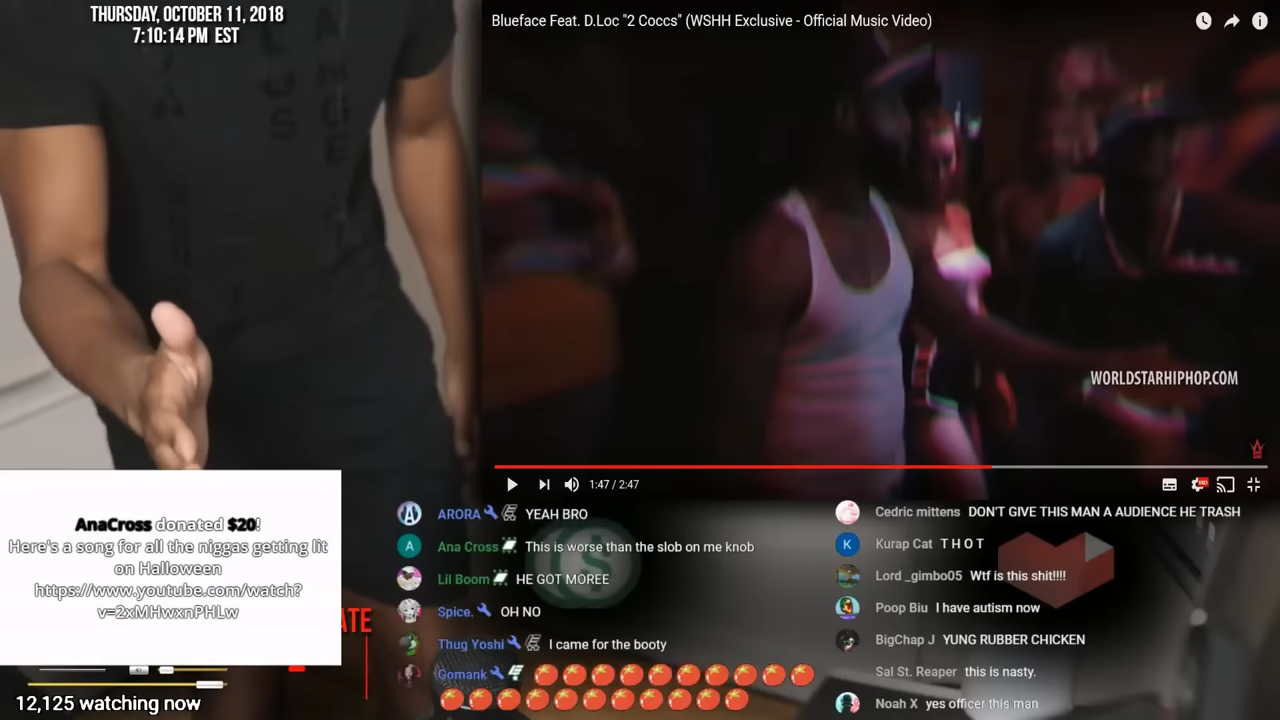 THURSDAY, OCTOBER 11, 2018
7:10:14 PM EST
Blueface Feat. D.Loc "2 Coccs" (WSHH Exclusive - Official Music Video)
WORLDSTARHIPHOP.COM
1:47 / 2:47
HD
AnaCross donated $20!
Here's a song for all the niggas getting lit
on Halloween
https://www.youtube.com/watch?
v=2xMHwxnPHLw
ATE
12,125 watching now
ARORA YEAH BRO
A Ana Cross This is worse than the slob on me knob
Lil Boom HE GOT MOREE
Spice. OH NO
Thug Yoshi I came for the booty
Gomank 🍅🍅🍅🍅🍅🍅🍅🍅🍅🍅
🍅🍅🍅🍅🍅🍅🍅🍅🍅🍅🍅
Cedric mittens DON'T GIVE THIS MAN A AUDIENCE HE TRASH
K Kurap Cat T H O T
Lord _gimbo05 Wtf is this shit!!!!
Poop Biu I have autism now
BigChap J YUNG RUBBER CHICKEN
Sal St. Reaper this is nasty.
Noah X yes officer this man